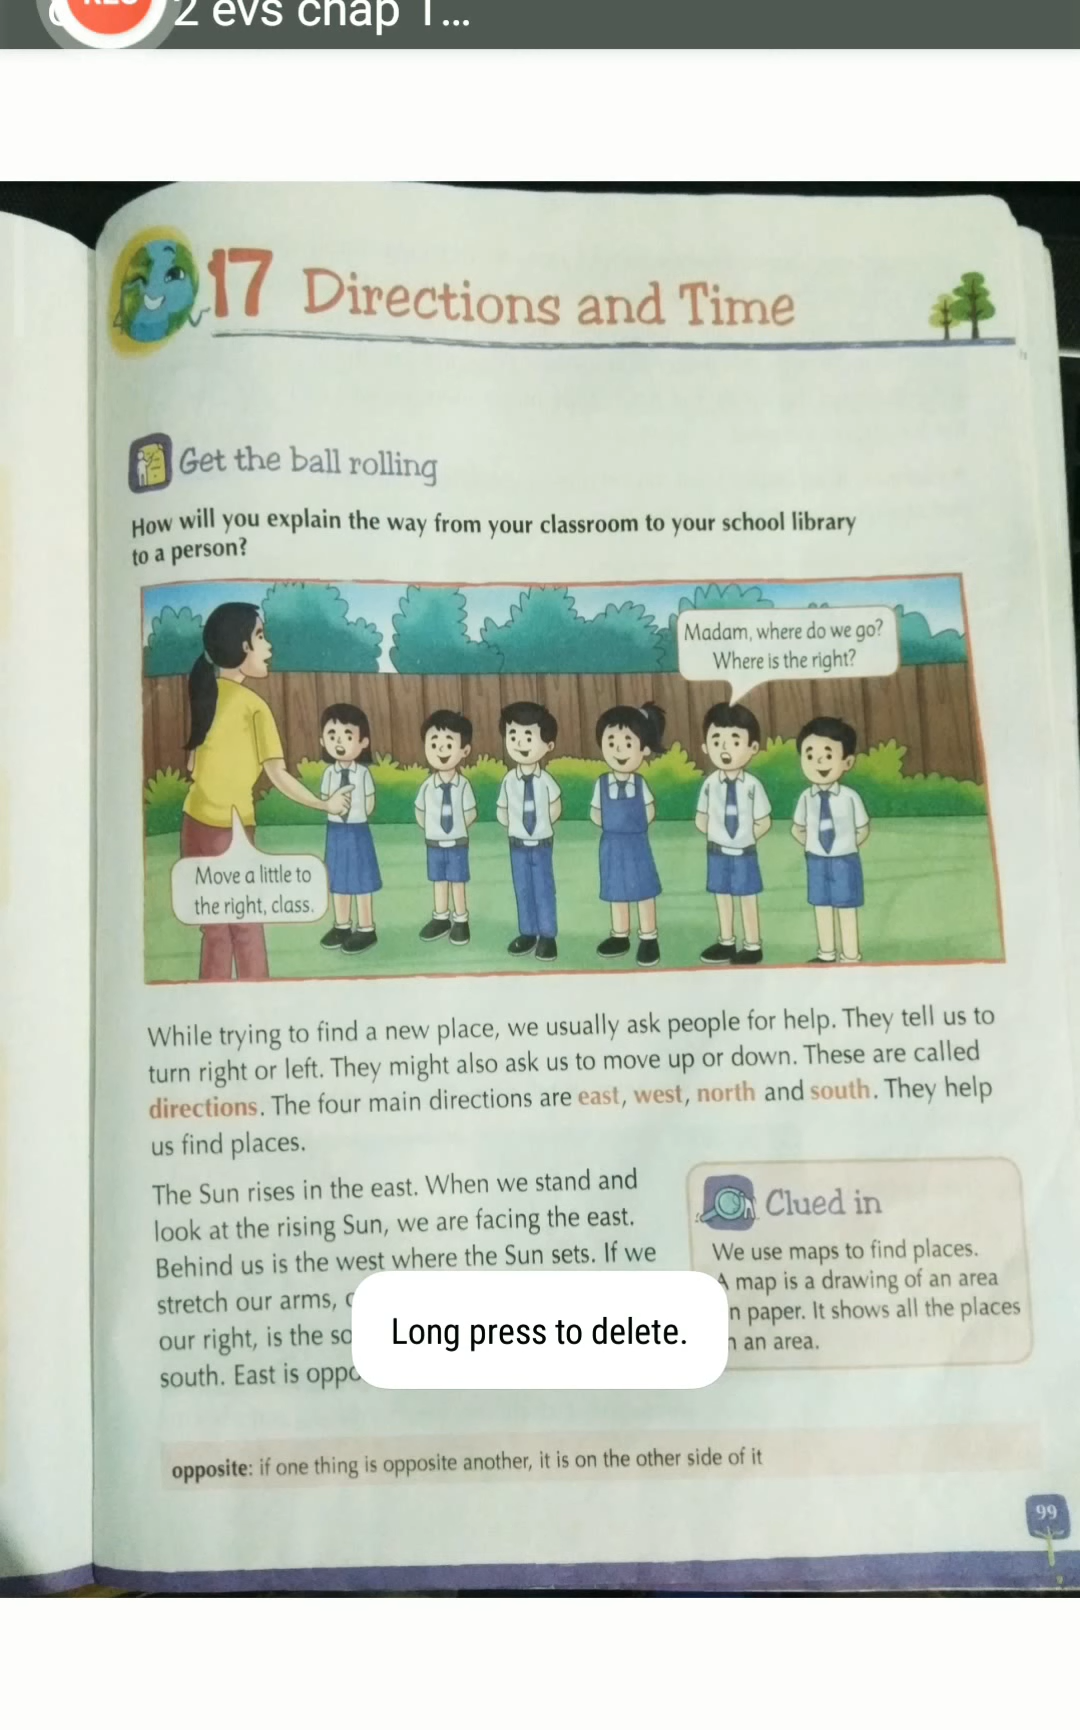 2 evs chap 1...
17 Directions and Time
Get the ball rolling
How will you explain the way from your classroom to your school library
to a person?
Madam, where do we go?
Where is the right?
Move a little to
the right, class.
While trying to find a new place, we usually ask people for help. They tell us to
turn right or left. They might also ask us to move up or down. These are called
directions. The four main directions are east, west, north and south. They help
us find places.
The Sun rises in the east. When we stand and
look at the rising Sun, we are facing the east.
Behind us is the west where the Sun sets. If we
stretch our arms,
our right, is the
south. East is
Clued in
We use maps to find places.
A map is a drawing of an area
paper. It shows all the places
an area.
Long press to delete.
opposite: if one thing is opposite another, it is on the other side of it
99